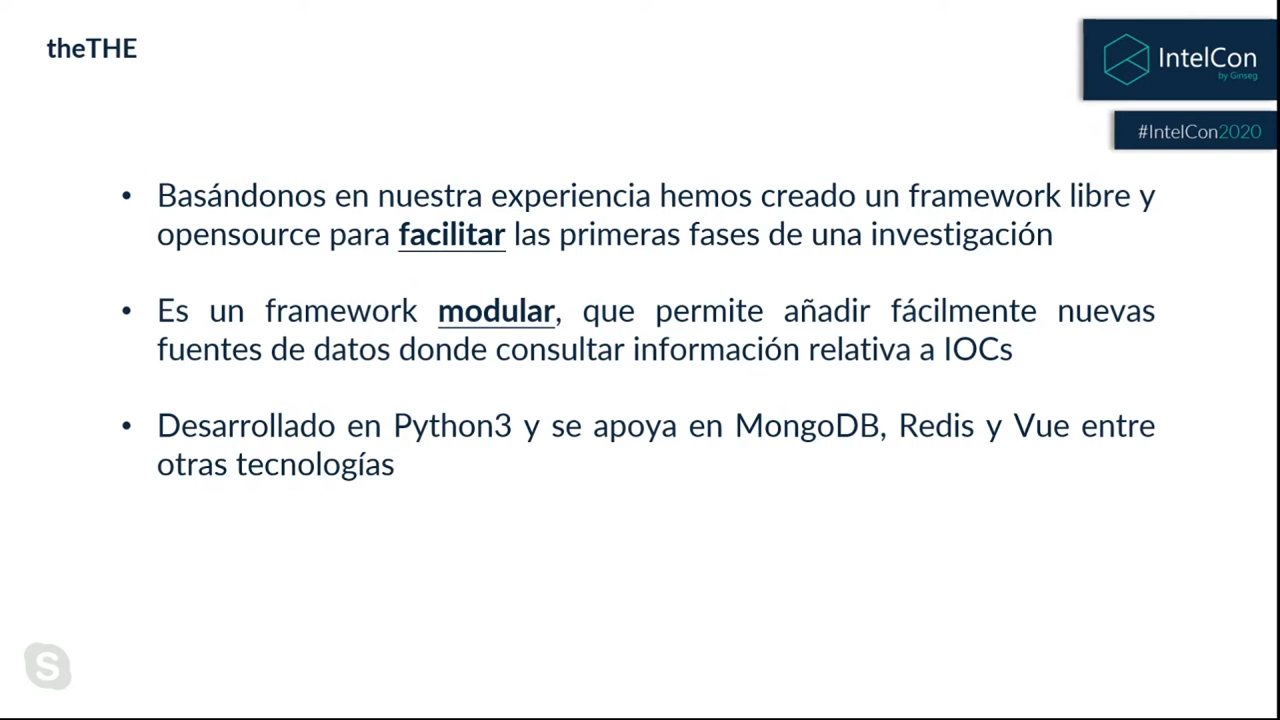 theTHE
IntelCon
by Ginseg
#IntelCon2020
• Basándonos en nuestra experiencia hemos creado un framework libre y
opensource para facilitar las primeras fases de una investigación
• Es un framework modular, que permite añadir fácilmente nuevas
fuentes de datos donde consultar información relativa a IOCs
• Desarrollado en Python3 y se apoya en MongoDB, Redis y Vue entre
otras tecnologías
S